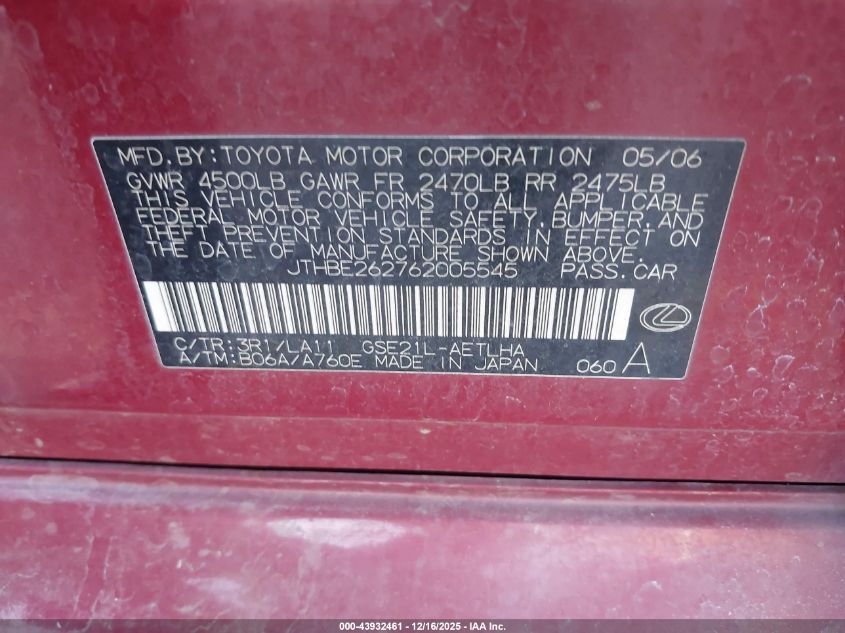 MFD. BY: TOYOTA MOTOR CORPORATION 05/06
GVWR 4500LB GAWR FR 2470LB RR 2475LB
THIS VEHICLE CONFORMS TO ALL APPLICABLE
FEDERAL MOTOR VEHICLE SAFETY, BUMPER, AND
THEFT PREVENTION STANDARDS IN EFFECT ON
THE DATE OF MANUFACTURE SHOWN ABOVE.
JTHBE262762005545 PASS. CAR
C/TR: 3R1/LA11 GSE21L-AETLHA
A/TM: B06A/A760E MADE IN JAPAN 060 A
000-43932461 - 12/16/2025 - IAA Inc.